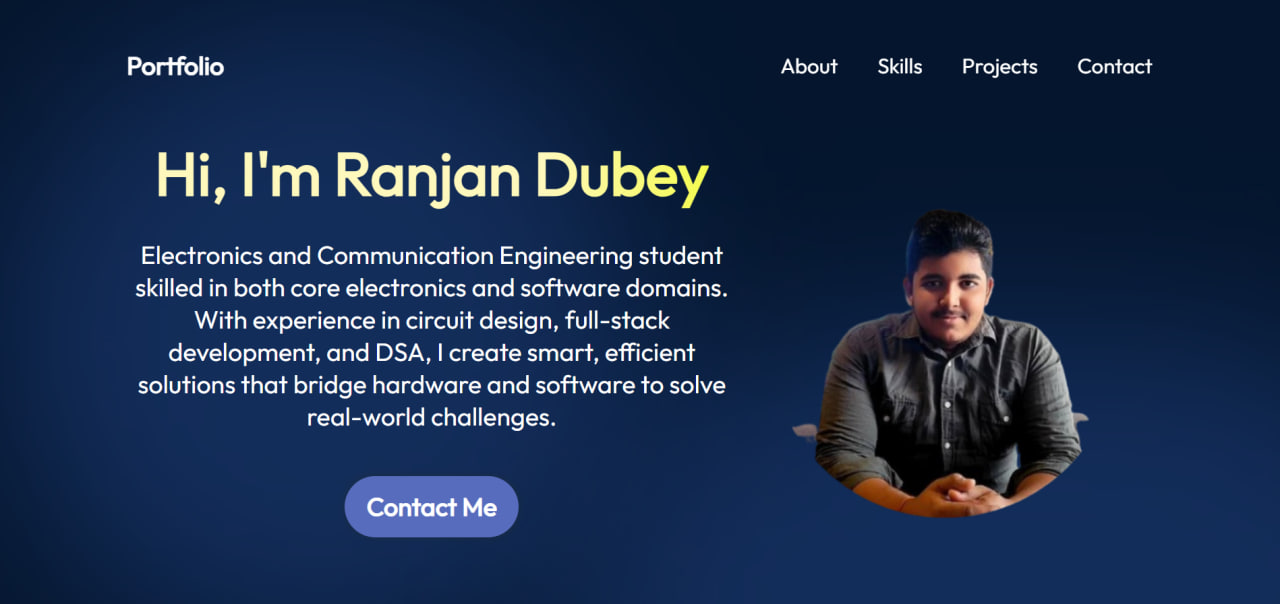 Portfolio
About Skills Projects Contact
Hi, I'm Ranjan Dubey
Electronics and Communication Engineering student
skilled in both core electronics and software domains.
With experience in circuit design, full-stack
development, and DSA, I create smart, efficient
solutions that bridge hardware and software to solve
real-world challenges.
Contact Me